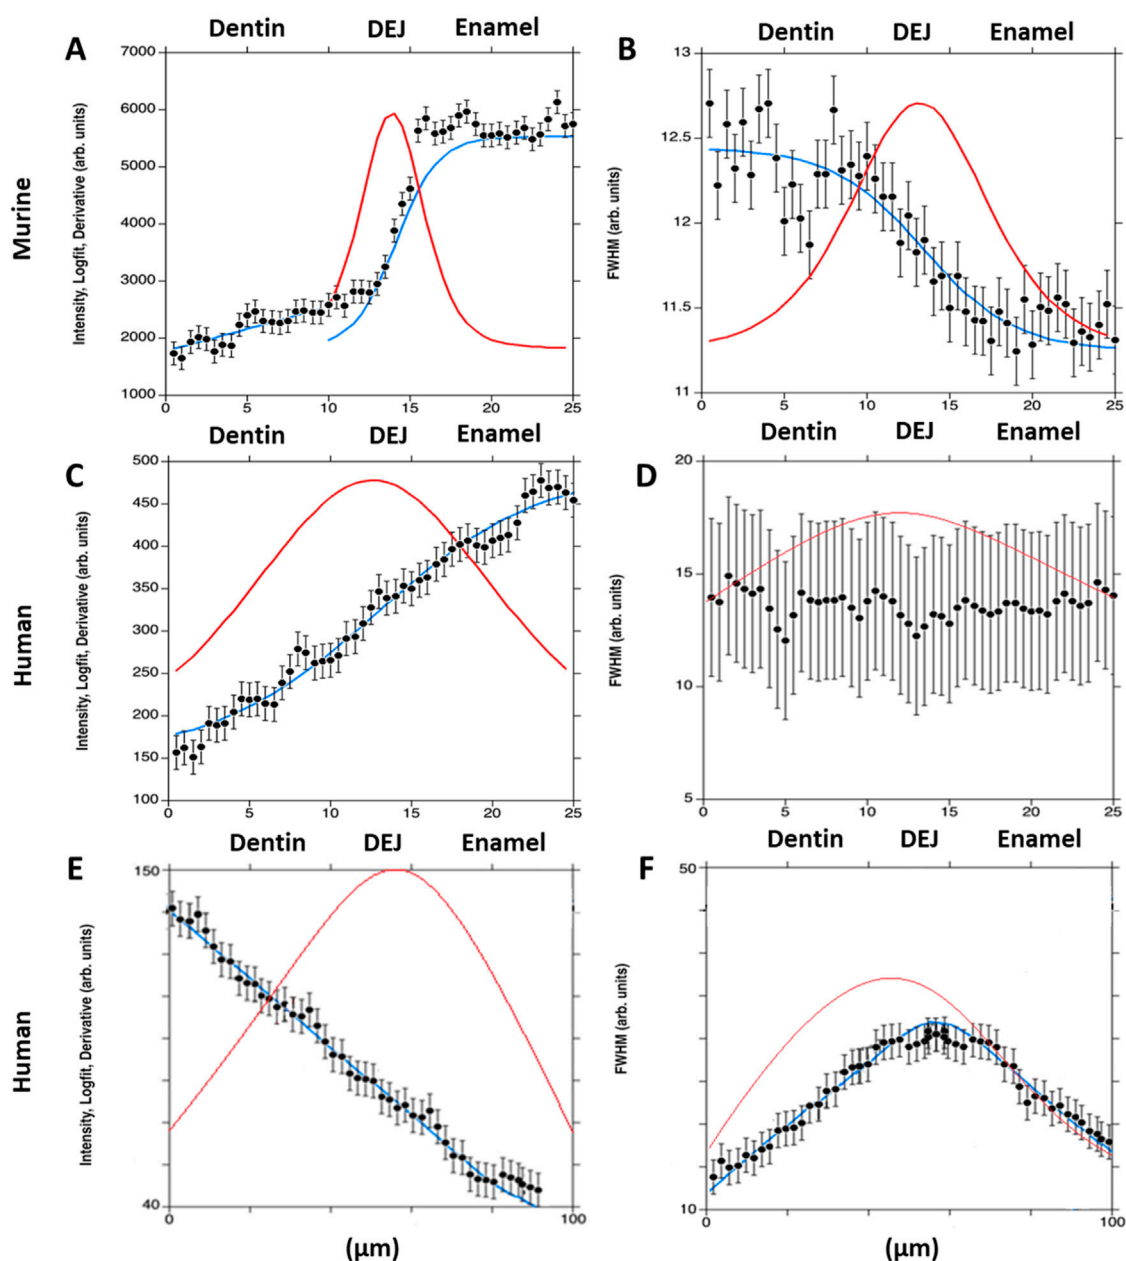 Dentin DEJ Enamel
A
Murine
Intensity, Logfit, Derivative (arb. units)
7000
6000
5000
4000
3000
2000
1000
0 5 10 15 20 25
Dentin DEJ Enamel
B
FWHM (arb. units)
13
12.5
12
11.5
11
0 5 10 15 20 25
Dentin DEJ Enamel
C
Human
Intensity, Logfit, Derivative (arb. units)
500
450
400
350
300
250
200
150
100
0 5 10 15 20 25
Dentin DEJ Enamel
D
FWHM (arb. units)
20
15
10
5
0 5 10 15 20 25
Dentin DEJ Enamel
E
Human
Intensity, Logfit, Derivative (arb. units)
150
40
0 100
(μm)
Dentin DEJ Enamel
F
FWHM (arb. units)
50
10
0 100
(μm)